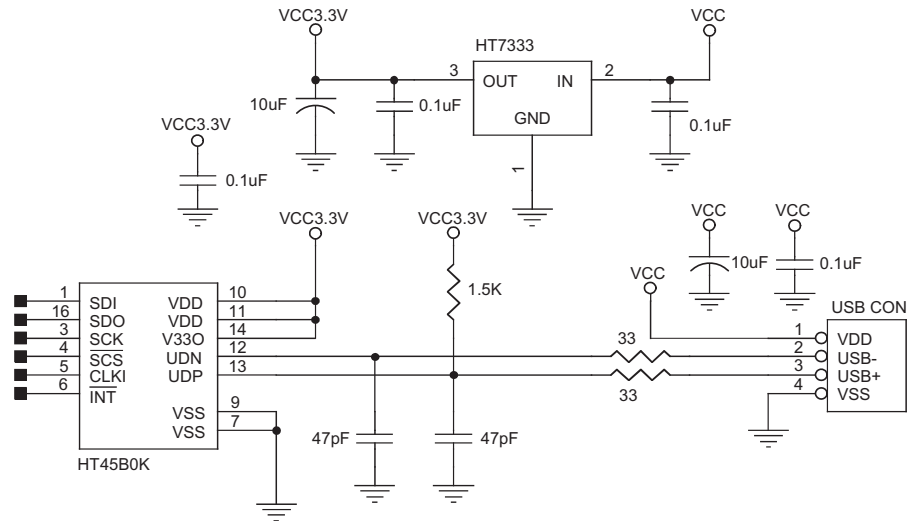 VCC3.3V
VCC
HT7333
3
OUT
IN
2
GND
1
10uF
0.1uF
0.1uF
VCC3.3V
0.1uF
VCC3.3V
VCC3.3V
1.5K
VCC
VCC
10uF
0.1uF
VCC
USB CON
1 SDI
16 SDO
3 SCK
4 SCS
5 CLKI
6 INT
VDD 10
VDD 11
V33O 14
UDN 12
UDP 13
VSS 9
VSS 7
HT45B0K
47pF
47pF
33
33
1 VDD
2 USB-
3 USB+
4 VSS